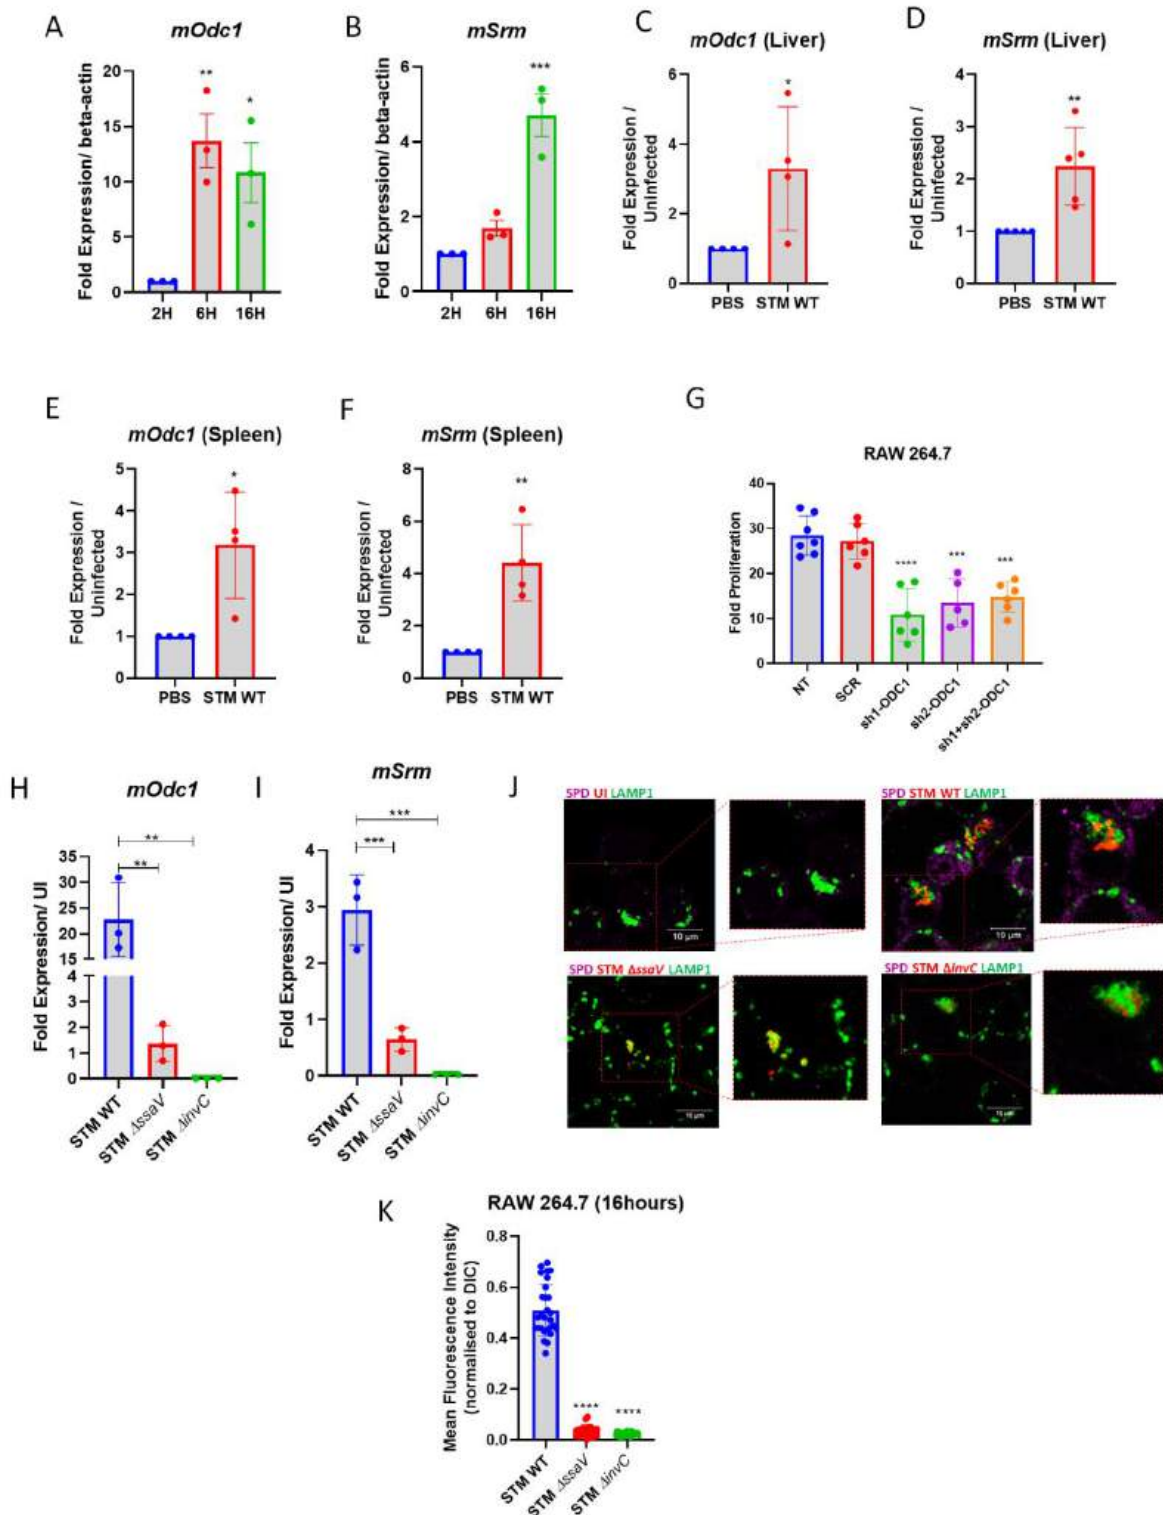 A
mOdc1
Fold Expression/ beta-actin
20
15
10
5
0
**
*
2H 6H 16H
B
mSrm
Fold Expression/ beta-actin
6
4
2
0
***
2H 6H 16H
C
mOdc1 (Liver)
Fold Expression /
Uninfected
6
4
2
0
*
PBS STM WT
D
mSrm (Liver)
Fold Expression /
Uninfected
4
3
2
1
0
**
PBS STM WT
E
mOdc1 (Spleen)
Fold Expression /
Uninfected
5
4
3
2
1
0
*
PBS STM WT
F
mSrm (Spleen)
Fold Expression /
Uninfected
8
6
4
2
0
**
PBS STM WT
G
RAW 264.7
Fold Proliferation
40
30
20
10
0
****
***
***
NT
SCR
sh1-ODC1
sh2-ODC1
sh1+sh2-ODC1
H
mOdc1
Fold Expression/ UI
35
30
25
20
15
4
3
2
1
0
**
**
STM WT
STM ΔssaV
STM ΔinvC
I
mSrm
Fold Expression/ UI
4
3
2
1
0
***
***
STM WT
STM ΔssaV
STM ΔinvC
J
SPD UI LAMP1
10 µm
SPD STM WT LAMP1
10 µm
SPD STM ΔssaV LAMP1
10 µm
SPD STM ΔinvC LAMP1
10 µm
K
RAW 264.7 (16hours)
Mean Fluorescence Intensity
(normalised to DIC)
0.8
0.6
0.4
0.2
0.0
****
****
STM WT
STM ΔssaV
STM ΔinvC